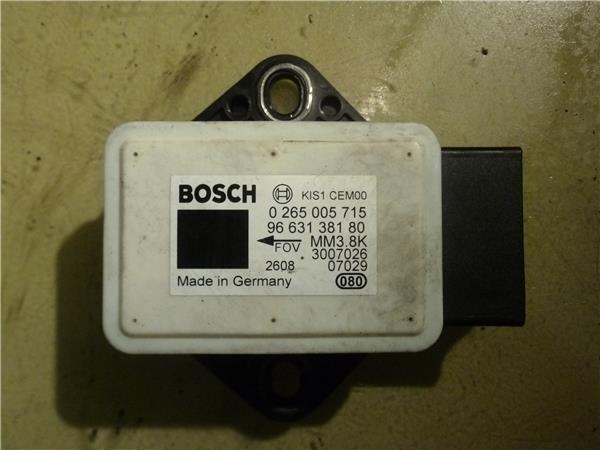 BOSCH KIS1 CEM00
0 265 005 715
96 631 381 80
FOV MM3.8K
3007026
2608 07029
Made in Germany 080